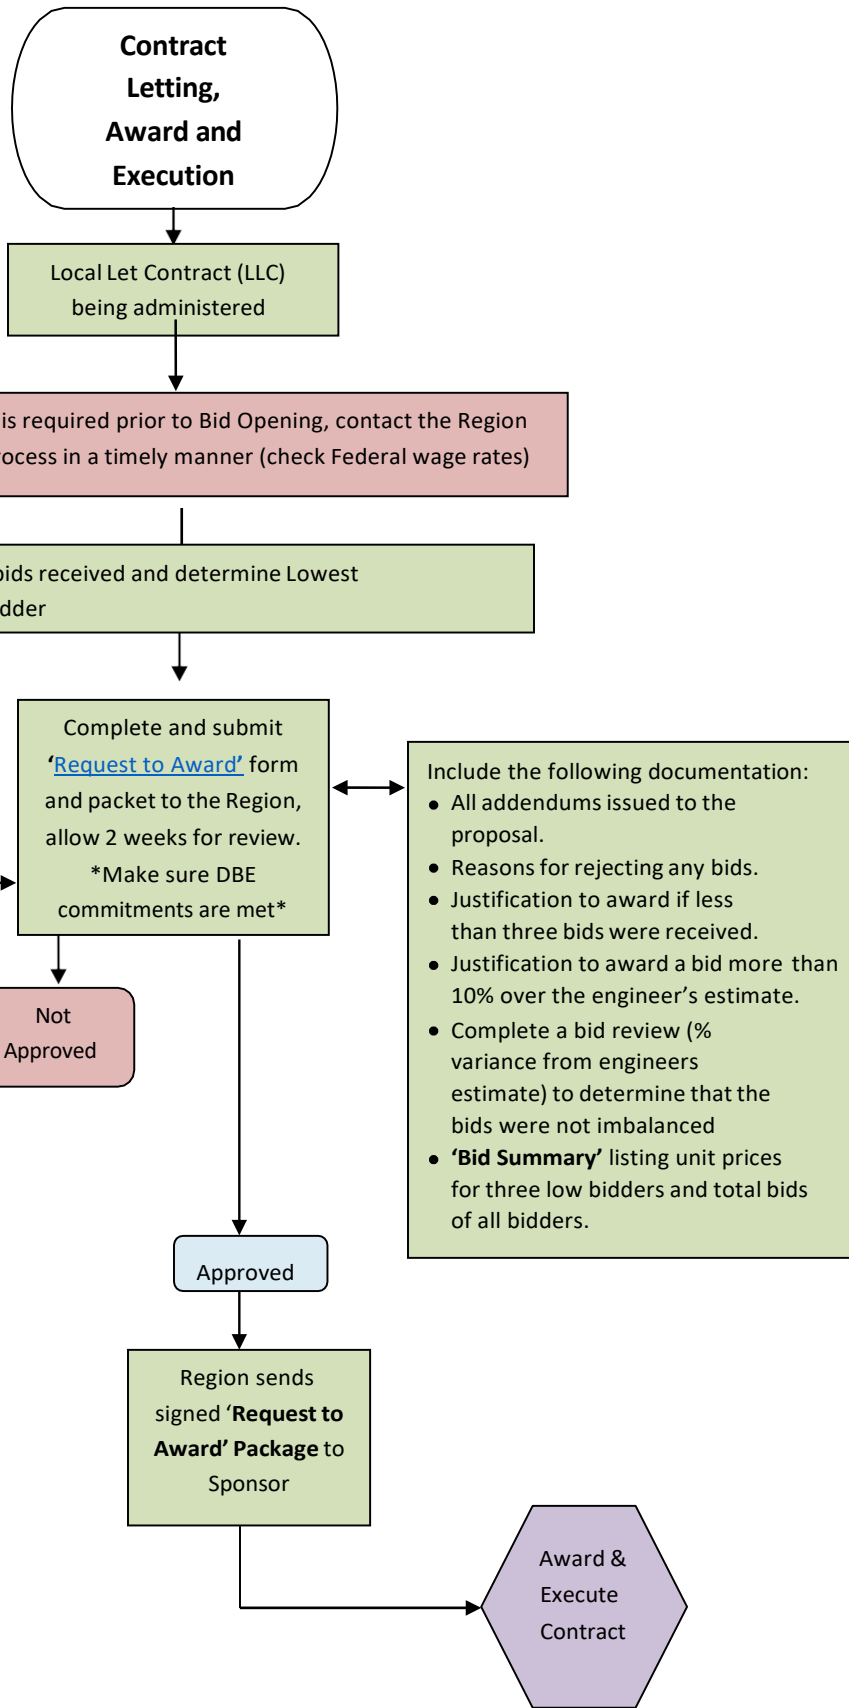 Contract
Letting,
Award and
Execution
Local Let Contract (LLC)
being administered
is required prior to Bid Opening, contact the Region
rocess in a timely manner (check Federal wage rates)
bids received and determine Lowest
dder
Complete and submit
‘Request to Award’ form
and packet to the Region,
allow 2 weeks for review.
*Make sure DBE
commitments are met*
Include the following documentation:
● All addendums issued to the
proposal.
● Reasons for rejecting any bids.
● Justification to award if less
than three bids were received.
● Justification to award a bid more than
10% over the engineer’s estimate.
● Complete a bid review (%
variance from engineers
estimate) to determine that the
bids were not imbalanced
● ‘Bid Summary’ listing unit prices
for three low bidders and total bids
of all bidders.
Not
Approved
Approved
Region sends
signed ‘Request to
Award’ Package to
Sponsor
Award &
Execute
Contract